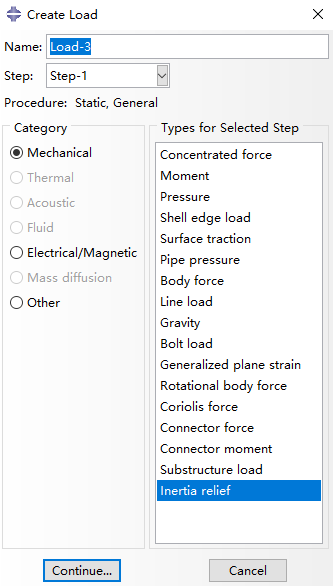 Create Load
Name: Load-3
Step: Step-1
Procedure: Static, General
Category
Mechanical
Thermal
Acoustic
Fluid
Electrical/Magnetic
Mass diffusion
Other
Types for Selected Step
Concentrated force
Moment
Pressure
Shell edge load
Surface traction
Pipe pressure
Body force
Line load
Gravity
Bolt load
Generalized plane strain
Rotational body force
Coriolis force
Connector force
Connector moment
Substructure load
Inertia relief
Continue...
Cancel